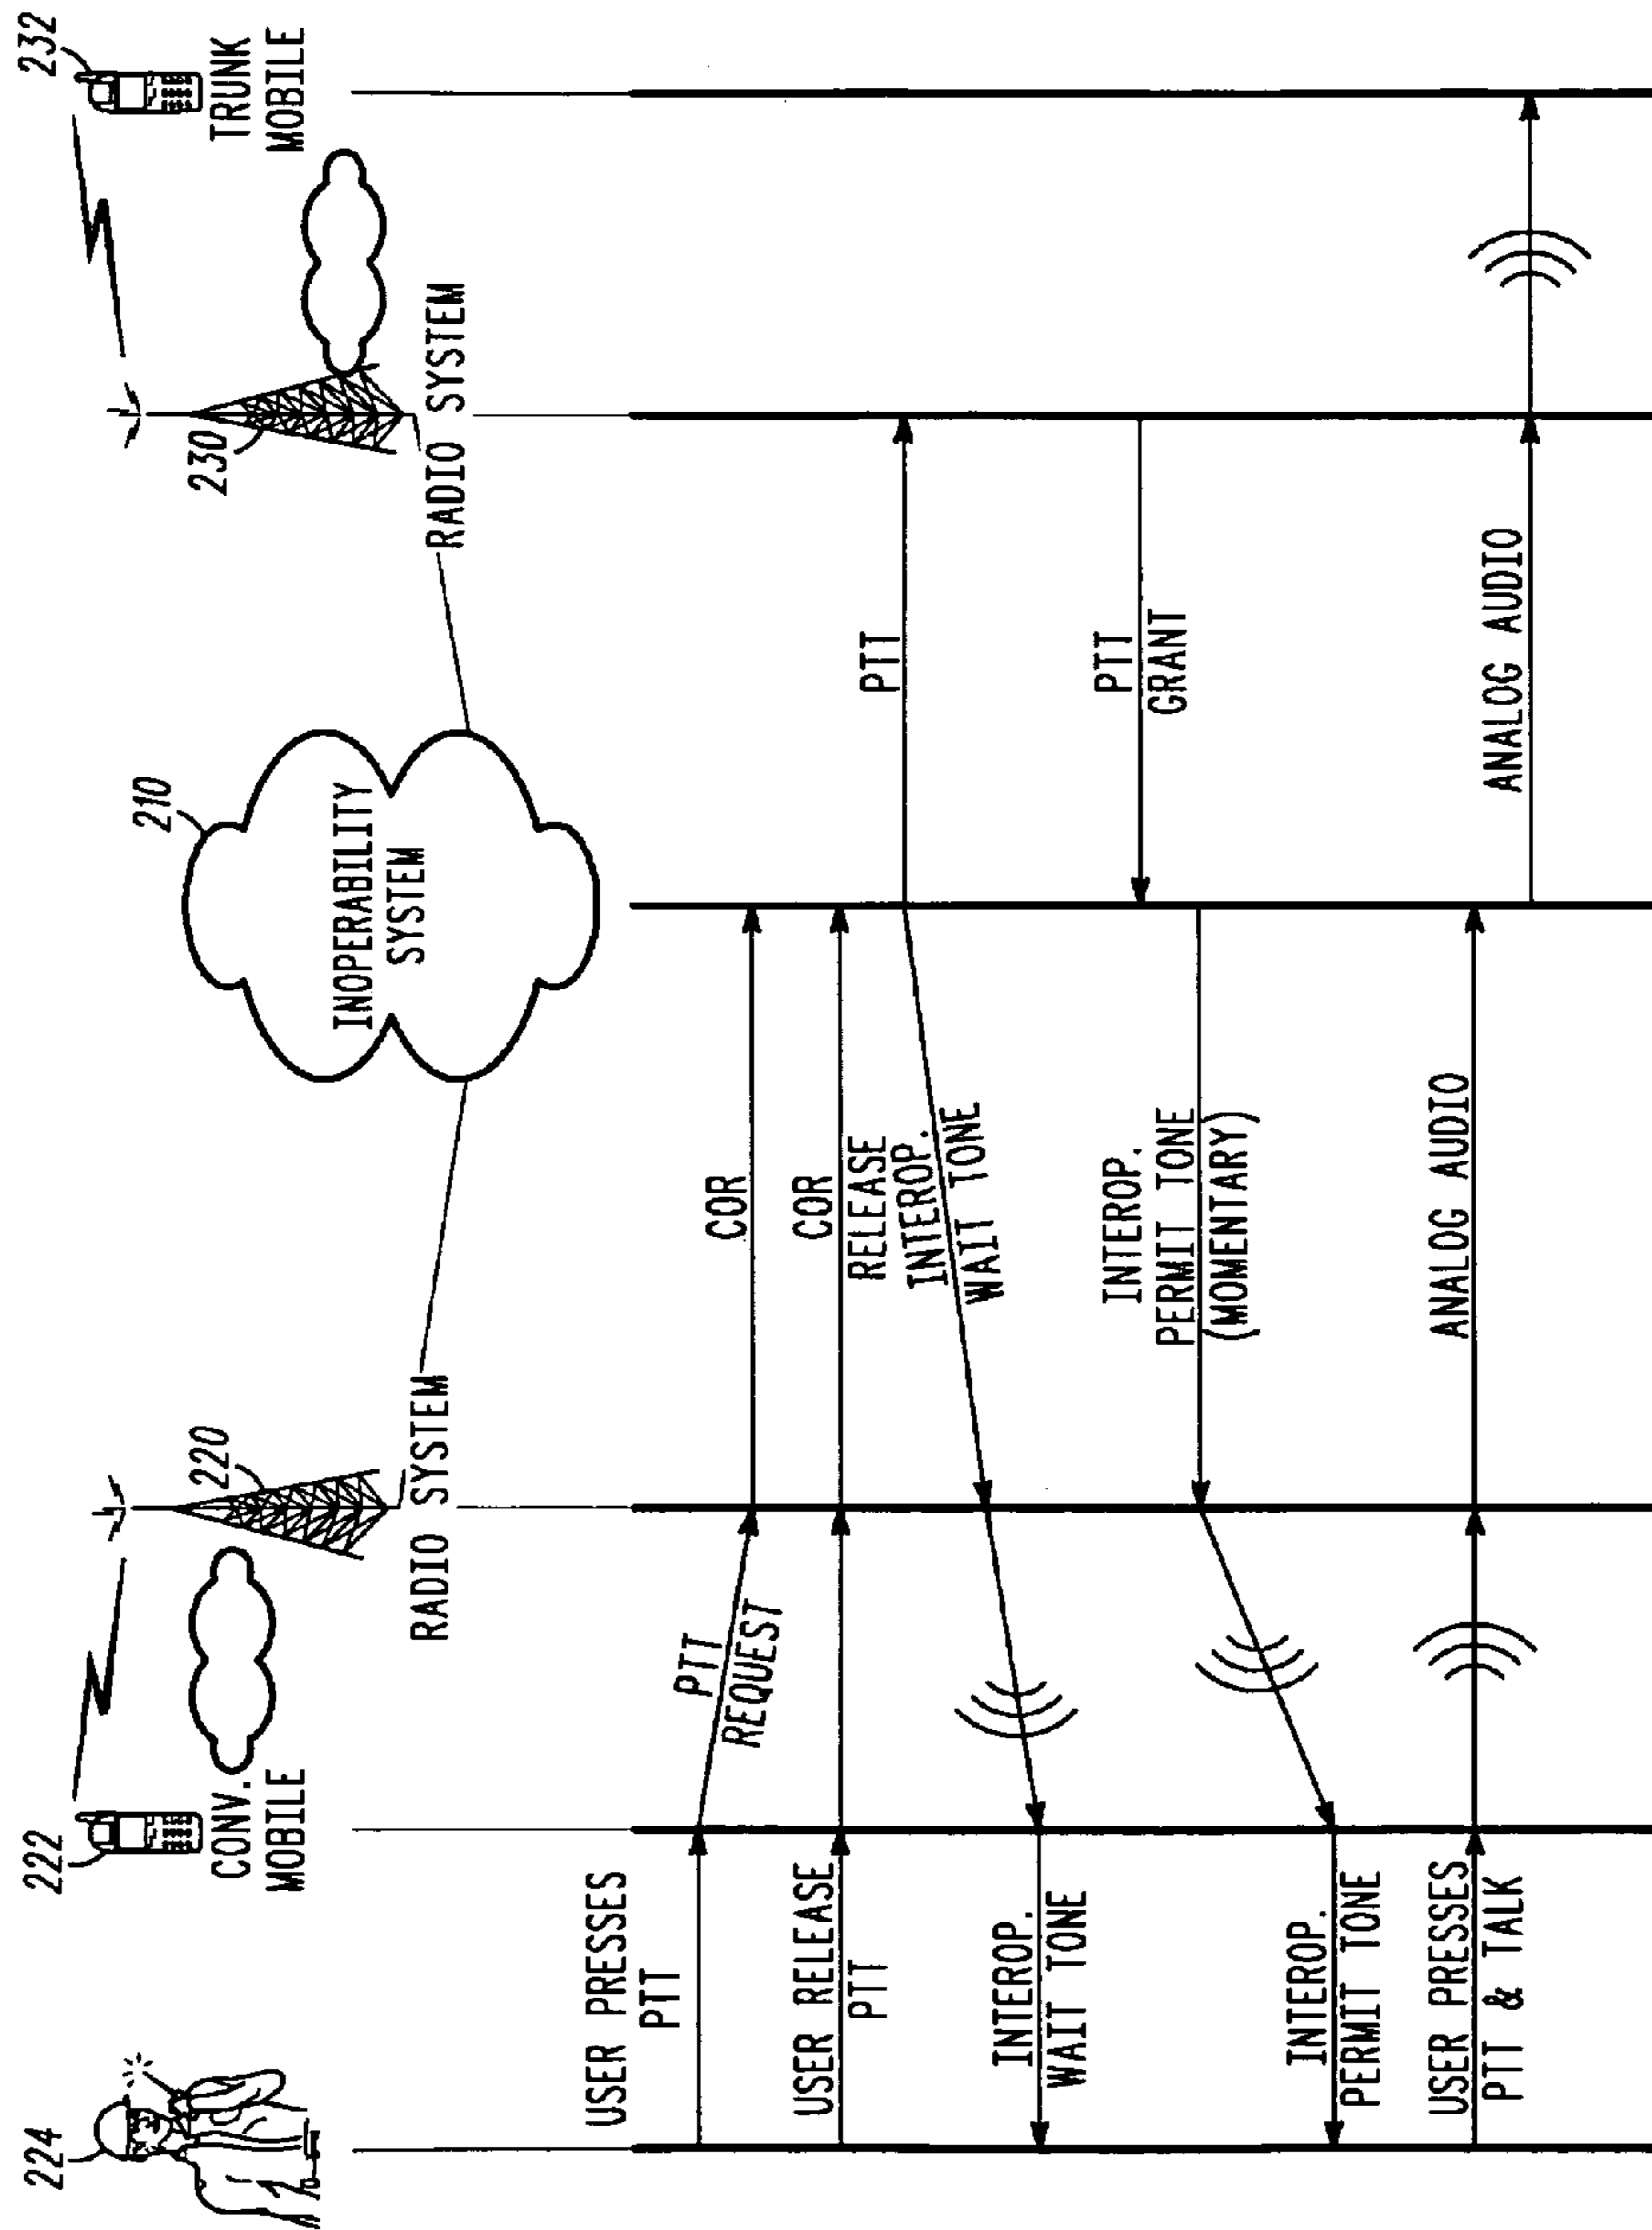 224
222
CONV.
MOBILE
220
RADIO SYSTEM
210
INOPERABILITY
SYSTEM
230
RADIO SYSTEM
232
TRUNK
MOBILE
USER PRESSES
PTT
PTT
REQUEST
COR
USER RELEASE
PTT
COR
RELEASE
PTT
INTEROP.
WAIT TONE
INTEROP.
WAIT TONE
PTT
GRANT
INTEROP.
PERMIT TONE
(MOMENTARY)
INTEROP.
PERMIT TONE
USER PRESSES
PTT & TALK
ANALOG AUDIO
ANALOG AUDIO